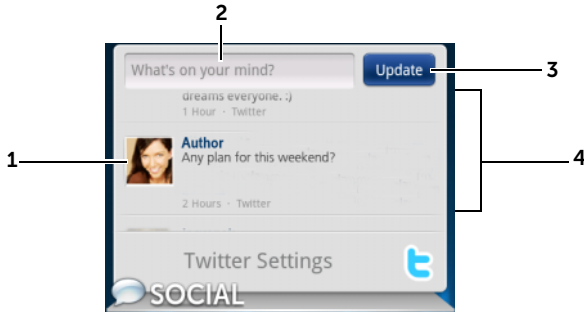 2
What's on your mind?
Update
3
dreams everyone. :)
1 Hour · Twitter
1
Author
Any plan for this weekend?
4
2 Hours · Twitter
Twitter Settings
SOCIAL